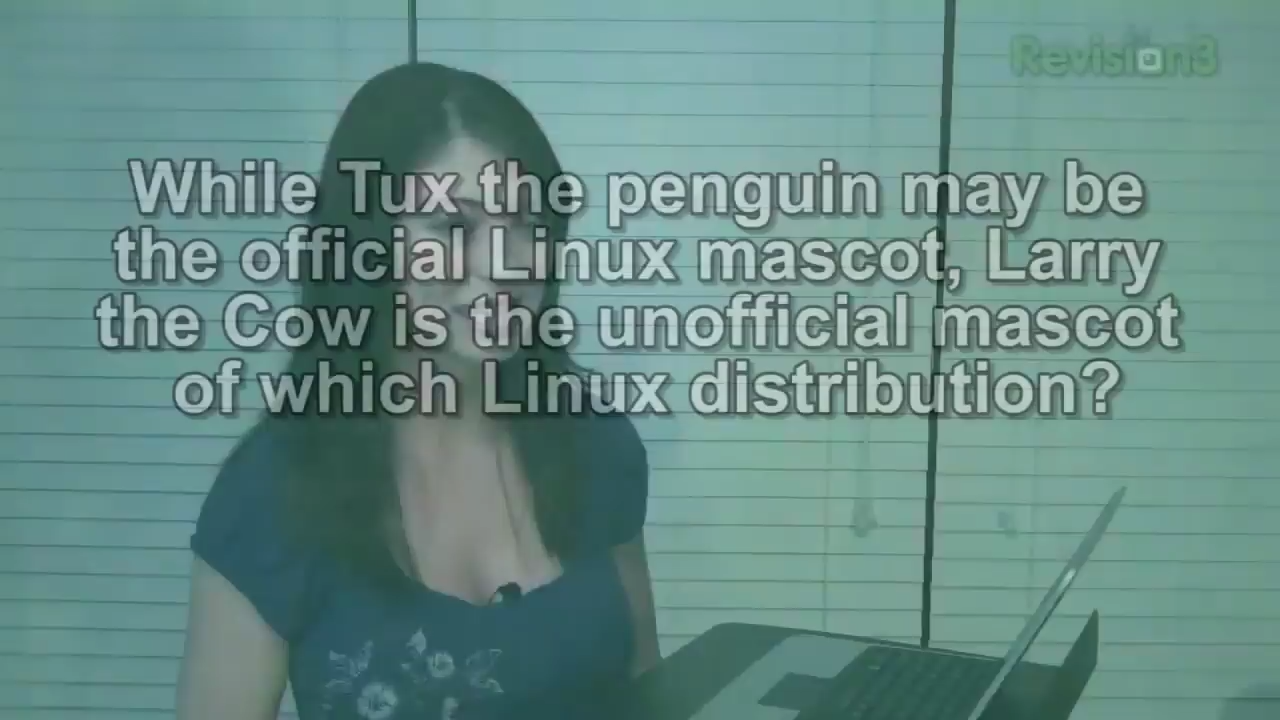 Revision3
While Tux the penguin may be
the official Linux mascot, Larry
the Cow is the unofficial mascot
of which Linux distribution?